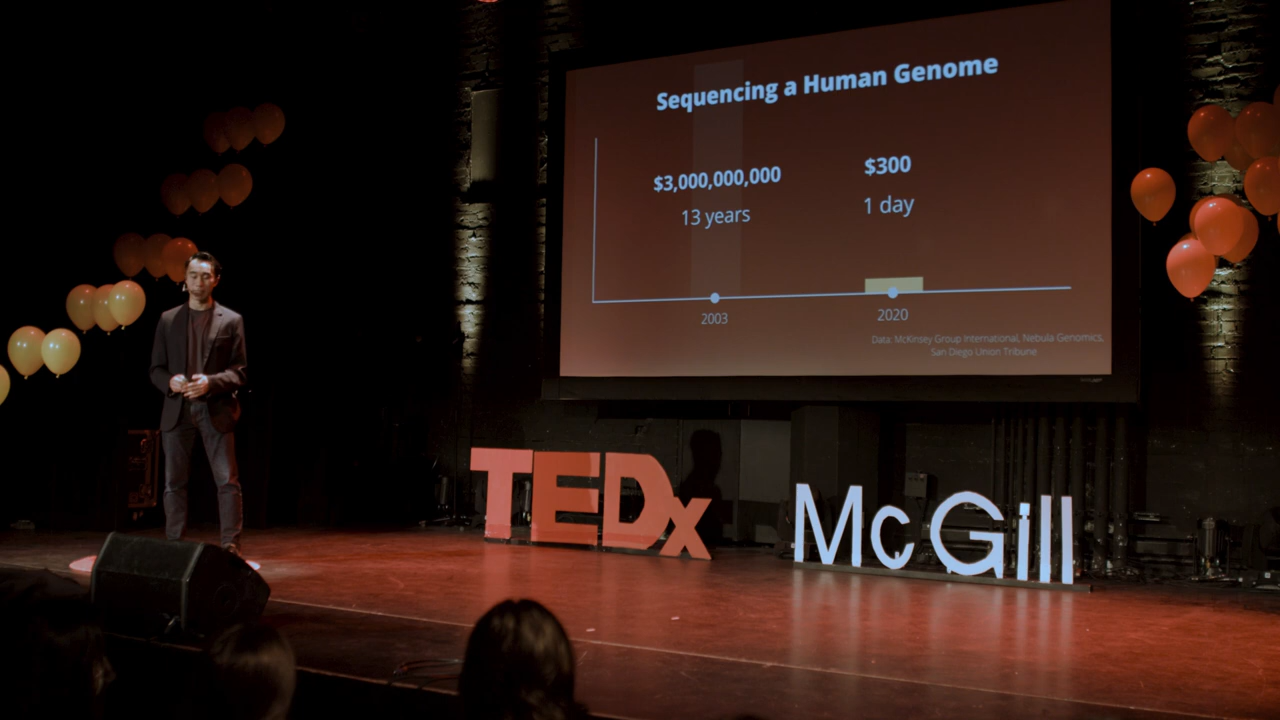 Sequencing a Human Genome
$3,000,000,000
$300
13 years
1 day
2003
2020
Data: McKinsey Group International, Nebula Genomics,
San Diego Union Tribune
TEDx
McGill